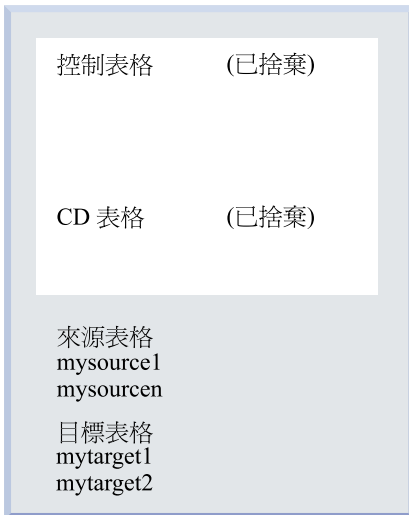 控制表格 (已捨棄)
CD 表格 (已捨棄)
來源表格
mysource1
mysourcen
目標表格
mytarget1
mytarget2